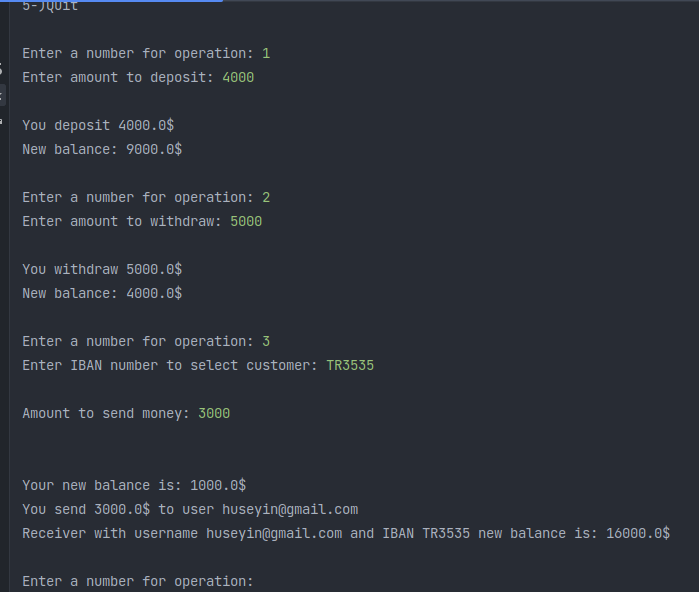 5-)Quit
Enter a number for operation: 1
Enter amount to deposit: 4000
You deposit 4000.0$
New balance: 9000.0$
Enter a number for operation: 2
Enter amount to withdraw: 5000
You withdraw 5000.0$
New balance: 4000.0$
Enter a number for operation: 3
Enter IBAN number to select customer: TR3535
Amount to send money: 3000
Your new balance is: 1000.0$
You send 3000.0$ to user huseyin@gmail.com
Receiver with username huseyin@gmail.com and IBAN TR3535 new balance is: 16000.0$
Enter a number for operation: